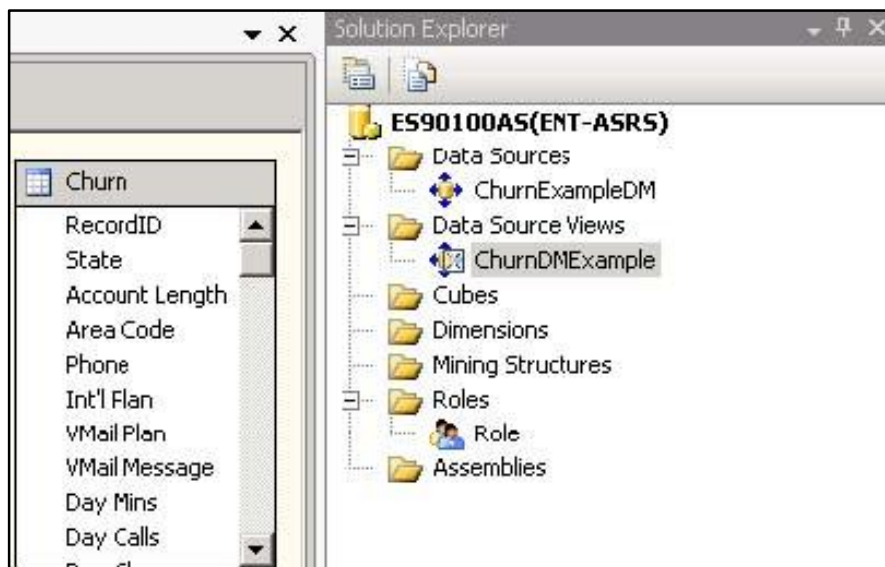 Solution Explorer
ES90100AS(ENT-ASRS)
Data Sources
ChurnExampleDM
Data Source Views
ChurnDMExample
Cubes
Dimensions
Mining Structures
Roles
Role
Assemblies
Churn
RecordID
State
Account Length
Area Code
Phone
Int'l Plan
VMail Plan
VMail Message
Day Mins
Day Calls